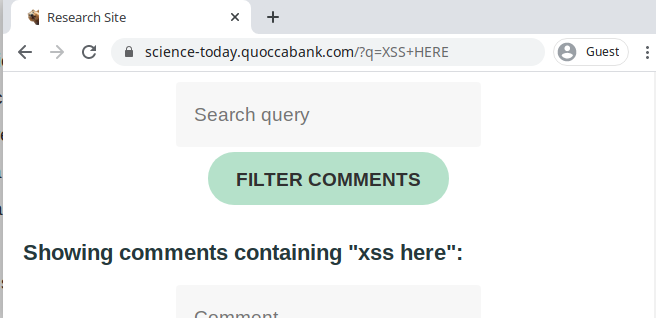 Research Site
science-today.quoccabank.com/?q=XSS+HERE
Guest
Search query
FILTER COMMENTS
Showing comments containing "xss here":
Comment